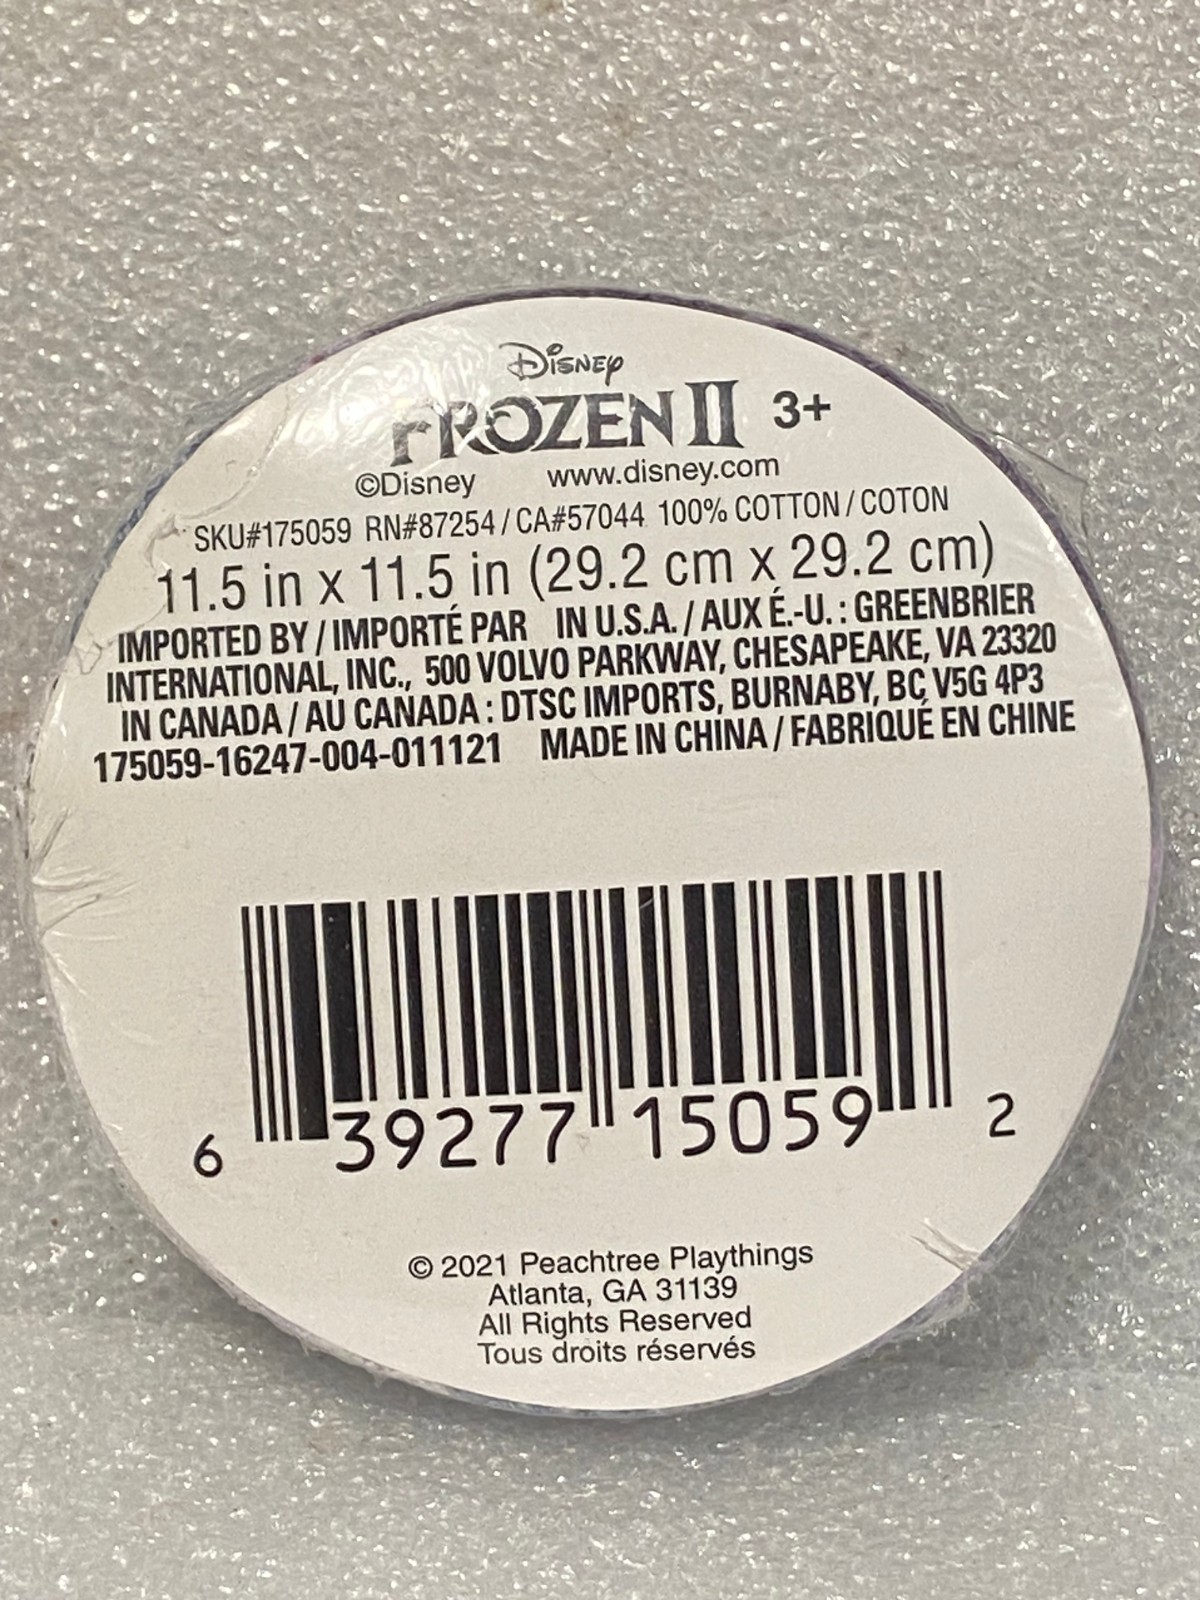 Disney
FROZEN II 3+
©Disney www.disney.com
SKU#175059 RN#87254 / CA#57044 100% COTTON / COTON
11.5 in x 11.5 in (29.2 cm x 29.2 cm)
IMPORTED BY / IMPORTÉ PAR IN U.S.A. / AUX É.-U. : GREENBRIER
INTERNATIONAL, INC., 500 VOLVO PARKWAY, CHESAPEAKE, VA 23320
IN CANADA / AU CANADA : DTSC IMPORTS, BURNABY, BC V5G 4P3
175059-16247-004-011121 MADE IN CHINA / FABRIQUÉ EN CHINE
6 39277 15059 2
© 2021 Peachtree Playthings
Atlanta, GA 31139
All Rights Reserved
Tous droits réservés